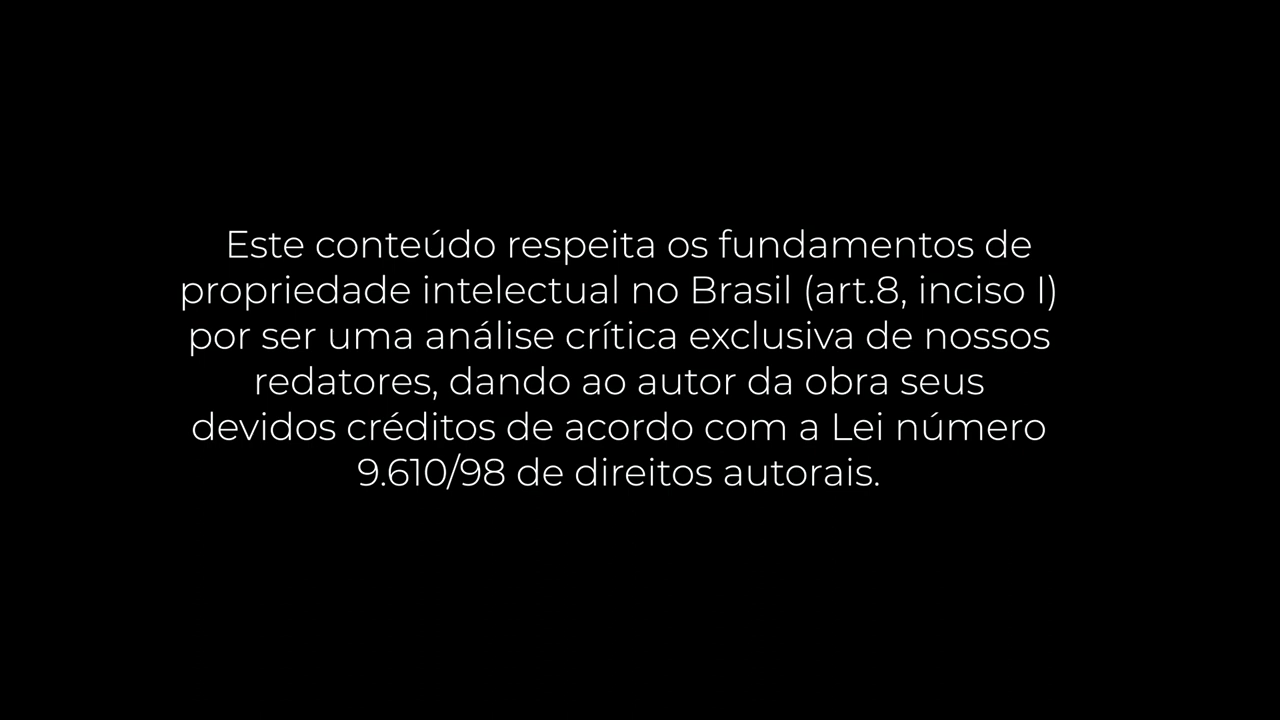 Este conteúdo respeita os fundamentos de
propriedade intelectual no Brasil (art.8, inciso I)
por ser uma análise crítica exclusiva de nossos
redatores, dando ao autor da obra seus
devidos créditos de acordo com a Lei número
9.610/98 de direitos autorais.